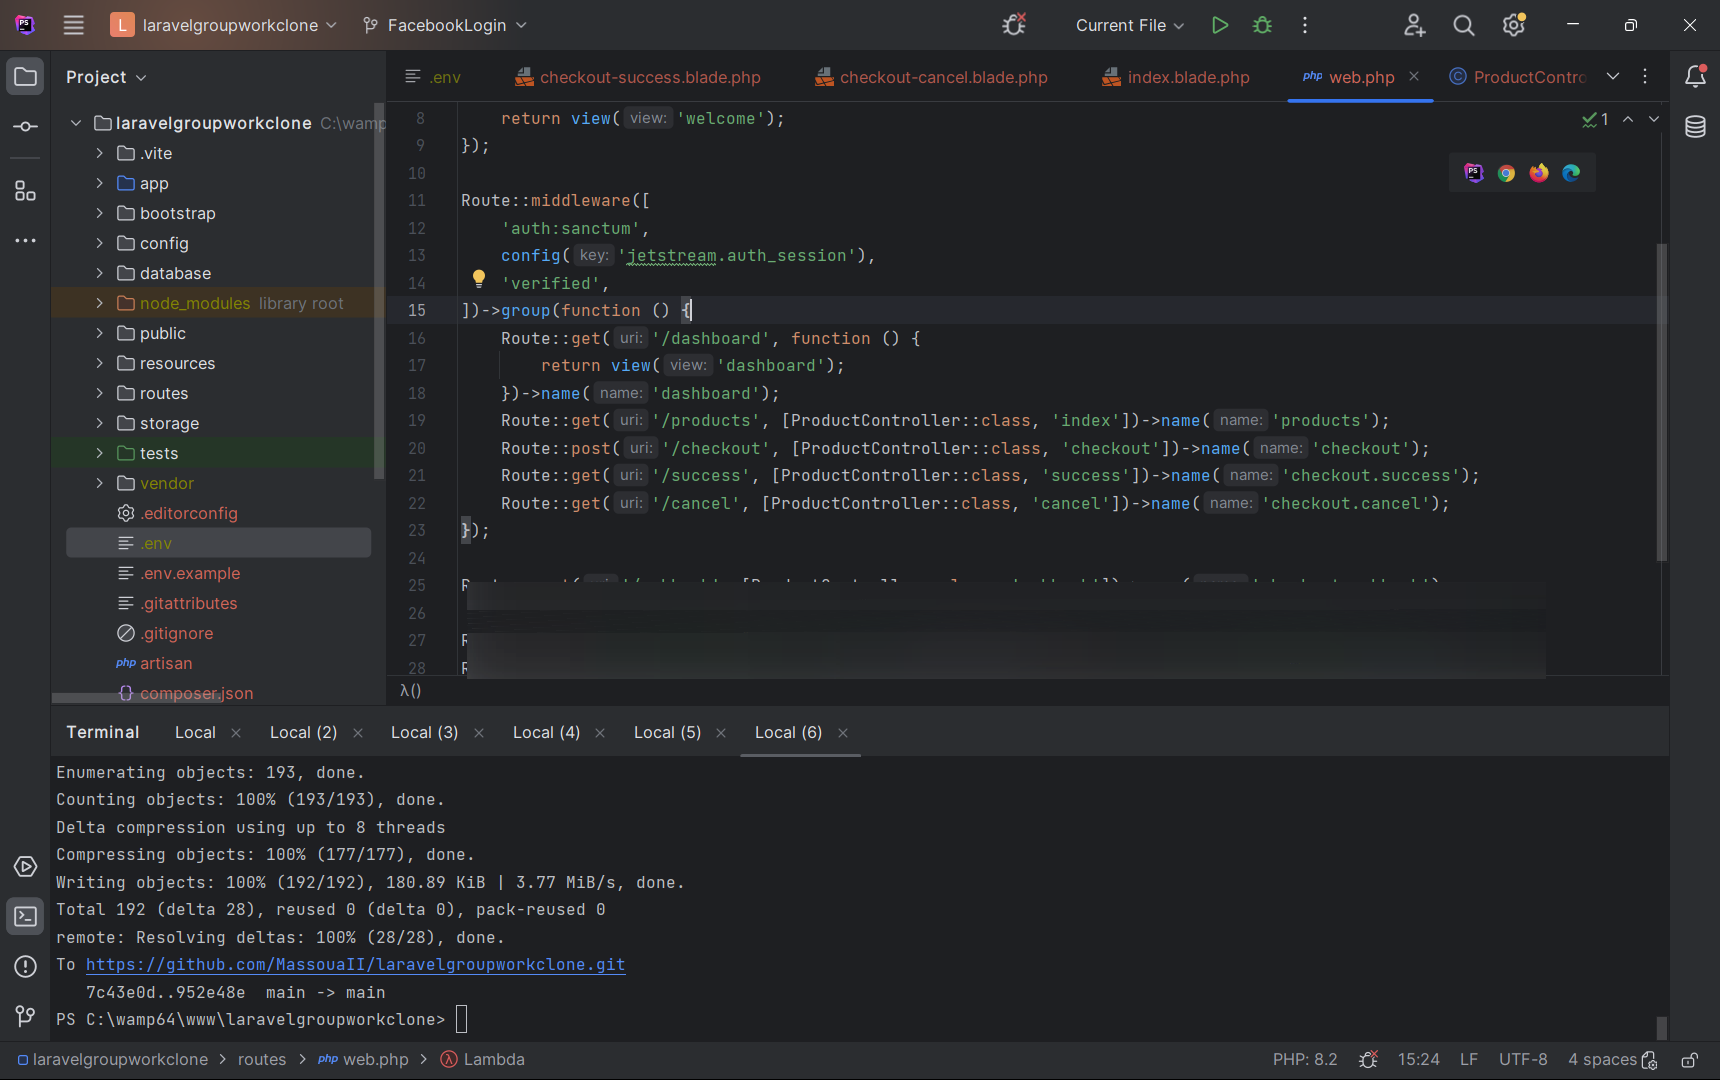 PS
L laravelgroupworkclone
FacebookLogin
Current File
Project
laravelgroupworkclone C:\wamp
.vite
app
bootstrap
config
database
node_modules library root
public
resources
routes
storage
tests
vendor
.editorconfig
.env
.env.example
.gitattributes
.gitignore
php artisan
composer.json
.env
checkout-success.blade.php
checkout-cancel.blade.php
index.blade.php
php web.php
C ProductContro
1
PS
8 return view( view: 'welcome');
9 });
10
11 Route::middleware([
12 'auth:sanctum',
13 config( key: 'jetstream.auth_session'),
14 'verified',
15 ])->group(function () {
16 Route::get( uri: '/dashboard', function () {
17 return view( view: 'dashboard');
18 })->name( name: 'dashboard');
19 Route::get( uri: '/products', [ProductController::class, 'index'])->name( name: 'products');
20 Route::post( uri: '/checkout', [ProductController::class, 'checkout'])->name( name: 'checkout');
21 Route::get( uri: '/success', [ProductController::class, 'success'])->name( name: 'checkout.success');
22 Route::get( uri: '/cancel', [ProductController::class, 'cancel'])->name( name: 'checkout.cancel');
23 });
24
25
26
27
28
λ()
Terminal
Local
Local (2)
Local (3)
Local (4)
Local (5)
Local (6)
Enumerating objects: 193, done.
Counting objects: 100% (193/193), done.
Delta compression using up to 8 threads
Compressing objects: 100% (177/177), done.
Writing objects: 100% (192/192), 180.89 KiB | 3.77 MiB/s, done.
Total 192 (delta 28), reused 0 (delta 0), pack-reused 0
remote: Resolving deltas: 100% (28/28), done.
To https://github.com/MassouaII/laravelgroupworkclone.git
7c43e0d..952e48e main -> main
PS C:\wamp64\www\laravelgroupworkclone>
laravelgroupworkclone > routes > php web.php > λ Lambda
PHP: 8.2
15:24
LF
UTF-8
4 spaces